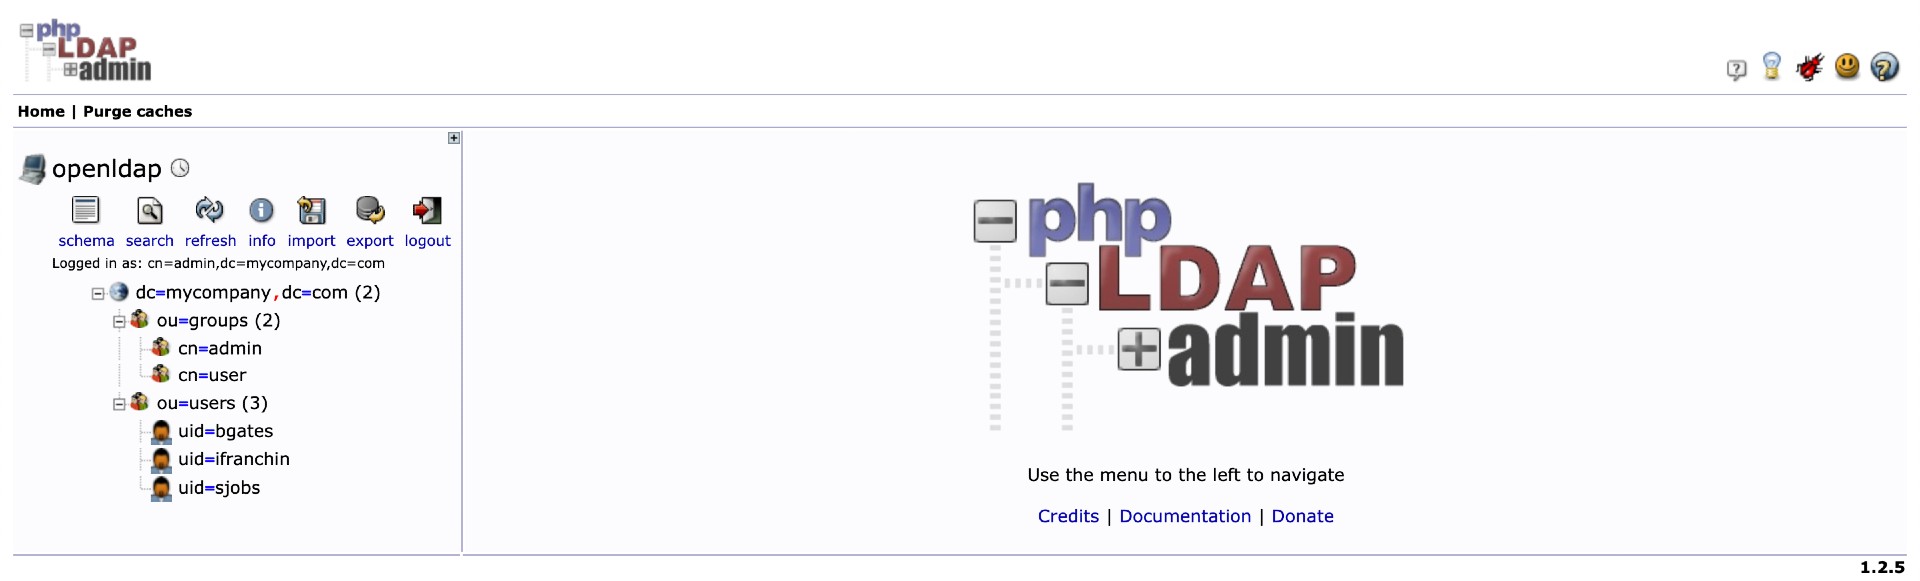 php
LDAP
admin
Home | Purge caches
openldap
schema search refresh info import export logout
Logged in as: cn=admin,dc=mycompany,dc=com
dc=mycompany,dc=com (2)
ou=groups (2)
cn=admin
cn=user
ou=users (3)
uid=bgates
uid=ifranchin
uid=sjobs
php
LDAP
admin
Use the menu to the left to navigate
Credits | Documentation | Donate
1.2.5